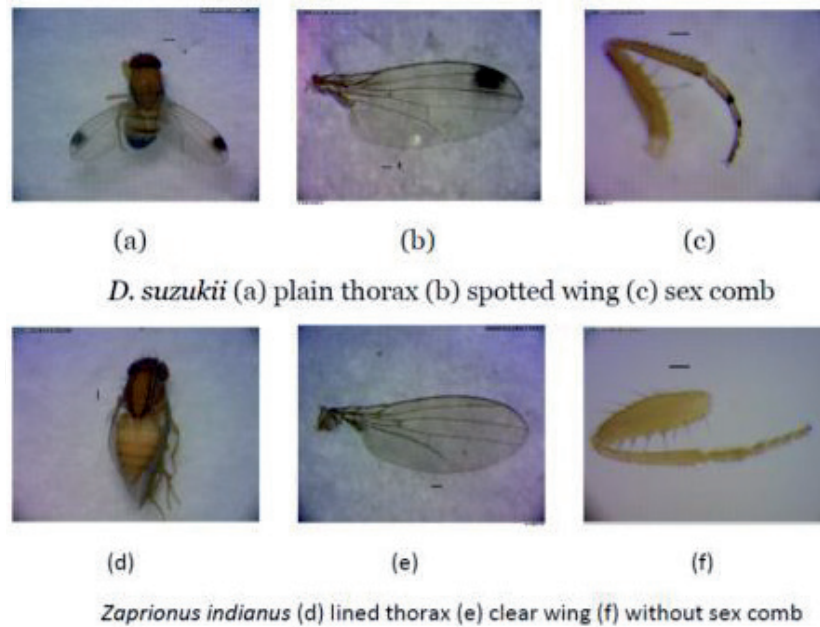 (a) (b) (c)
D. suzukii (a) plain thorax (b) spotted wing (c) sex comb
(d) (e) (f)
Zaprionus indianus (d) lined thorax (e) clear wing (f) without sex comb